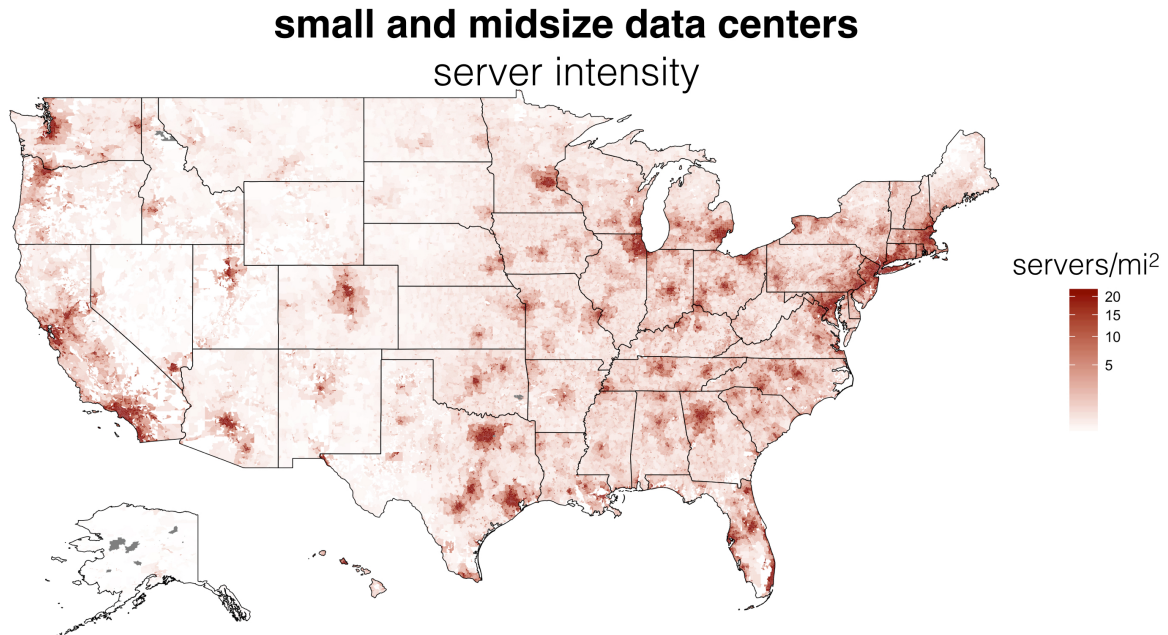 small and midsize data centers
server intensity
servers/mi²
20
15
10
5